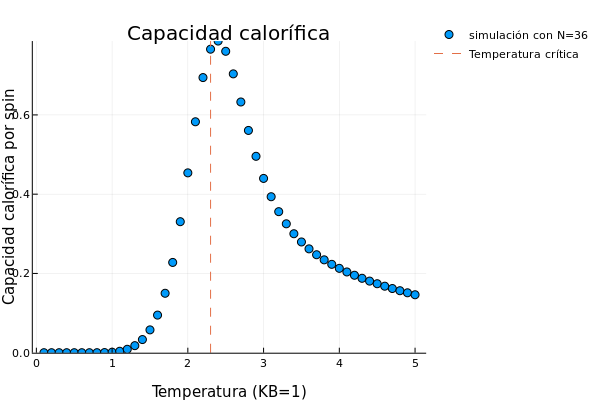 Capacidad calorífica
simulación con N=36
Temperatura crítica
Capacidad calorífica por spin
0.6
0.4
0.2
0.0
0 1 2 3 4 5
Temperatura (KB=1)